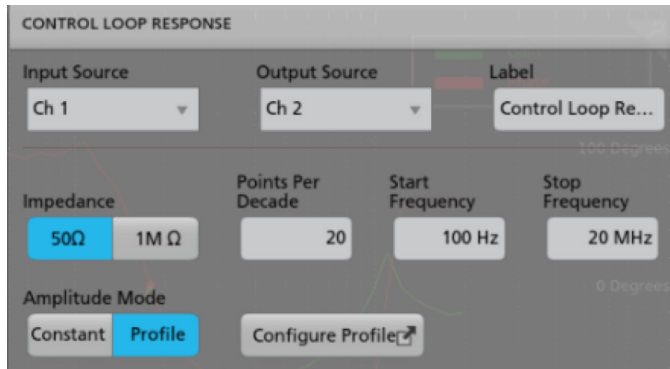 CONTROL LOOP RESPONSE
Input Source
Output Source
Label
Ch 1
Ch 2
Control Loop Re...
100 Degrees
Impedance
Points Per
Decade
Start
Frequency
Stop
Frequency
50Ω
1M Ω
20
100 Hz
20 MHz
0 Degrees
Amplitude Mode
Constant
Profile
Configure Profile